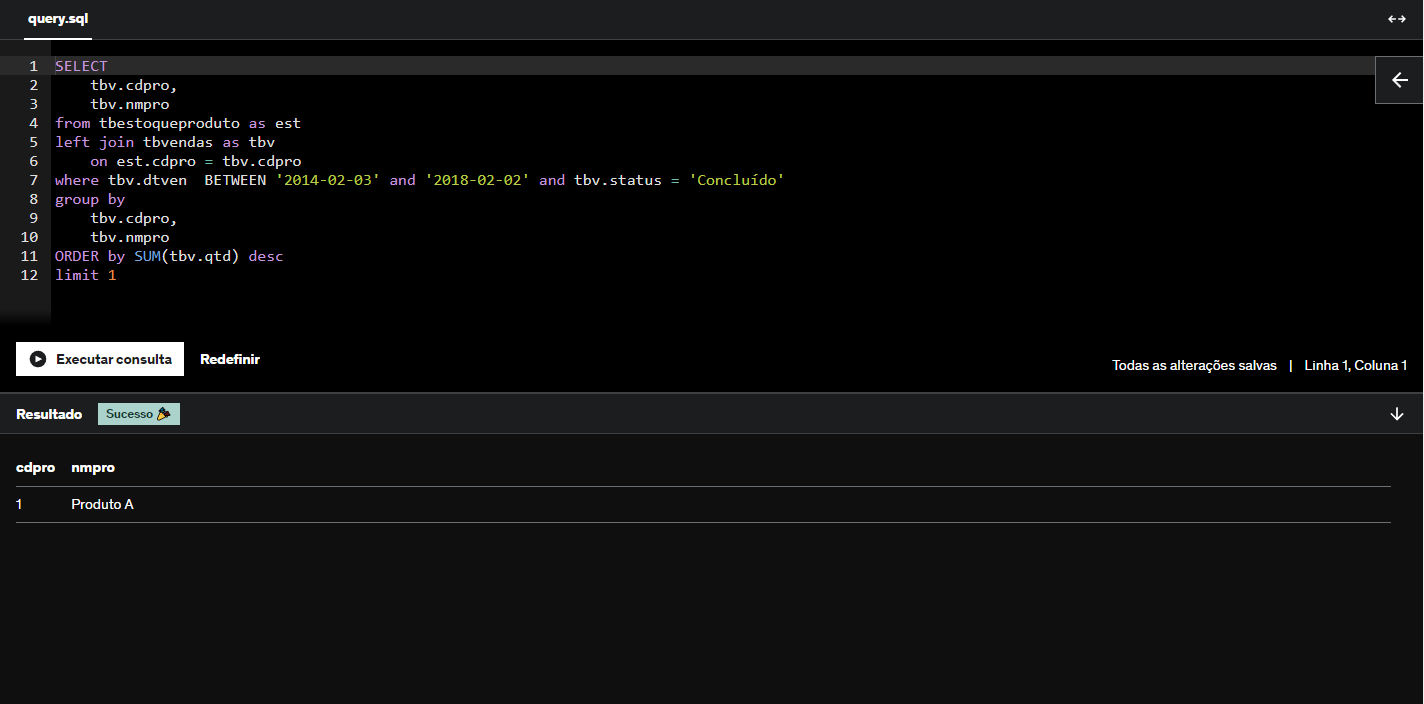 query.sql
1 SELECT
2     tbv.cdpro,
3     tbv.nmpro
4 from tbestoqueproduto as est
5 left join tbvendas as tbv
6     on est.cdpro = tbv.cdpro
7 where tbv.dtven  BETWEEN '2014-02-03' and '2018-02-02' and tbv.status = 'Concluído'
8 group by
9     tbv.cdpro,
10     tbv.nmpro
11 ORDER by SUM(tbv.qtd) desc
12 limit 1
Executar consulta Redefinir
Todas as alterações salvas | Linha 1, Coluna 1
Resultado Sucesso 🎉
cdpro nmpro
1 Produto A